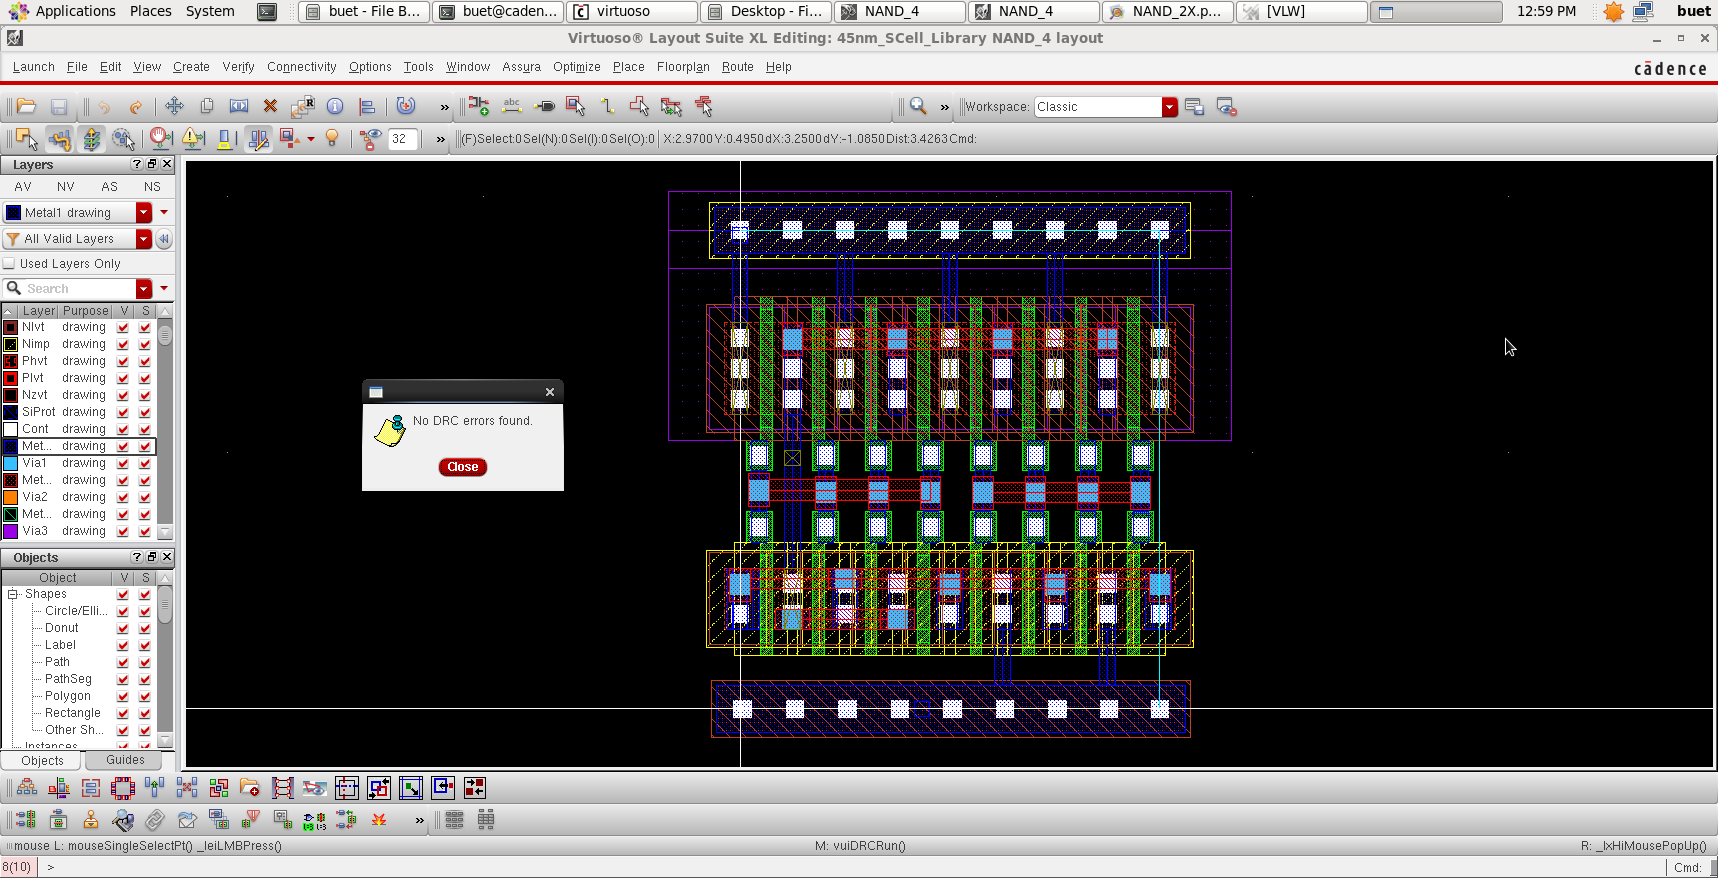 Applications Places System buet - File B... buet@caden... virtuoso Desktop - Fi... NAND_4 NAND_4 NAND_2X.p... [VLW] 12:59 PM buet
Virtuoso® Layout Suite XL Editing: 45nm_SCell_Library NAND_4 layout
Launch File Edit View Create Verify Connectivity Options Tools Window Assura Optimize Place Floorplan Route Help
cādence
» » Workspace: Classic
32 » (F)Select:0 Sel(N):0 Sel(I):0 Sel(O):0 X:2.9700 Y:0.4950 dX:3.2500 dY:-1.0850 Dist:3.4263 Cmd:
Layers
AV NV AS NS
Metal1 drawing
All Valid Layers
Used Layers Only
Search
Layer Purpose V S
Nlvt drawing
Nimp drawing
Phvt drawing
Plvt drawing
Nzvt drawing
SiProt drawing
Cont drawing
Met... drawing
Via1 drawing
Met... drawing
Via2 drawing
Met... drawing
Via3 drawing
Objects
Object V S
Shapes
Circle/Elli...
Donut
Label
Path
PathSeg
Polygon
Rectangle
Other Sh...
Instances
Objects Guides
No DRC errors found.
Close
»
mouse L: mouseSingleSelectPt() _leiLMBPress() M: vuiDRCRun() R: _lxHiMousePopUp()
8(10) > Cmd: